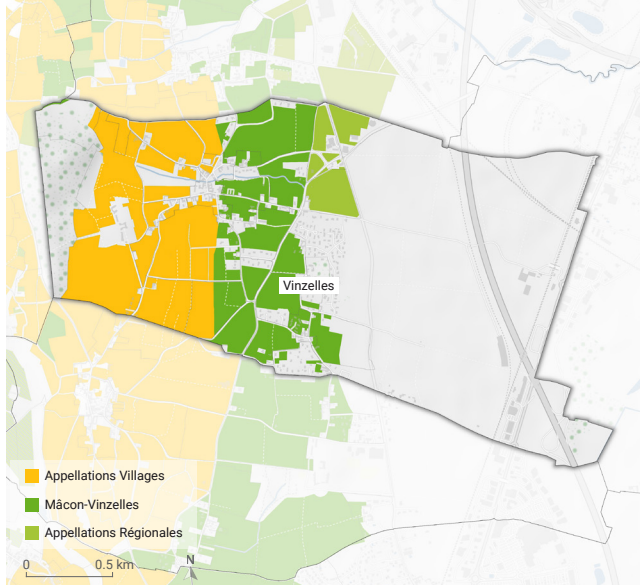 Vinzelles
Appellations Villages
Mâcon-Vinzelles
Appellations Régionales
0 0.5 km
N